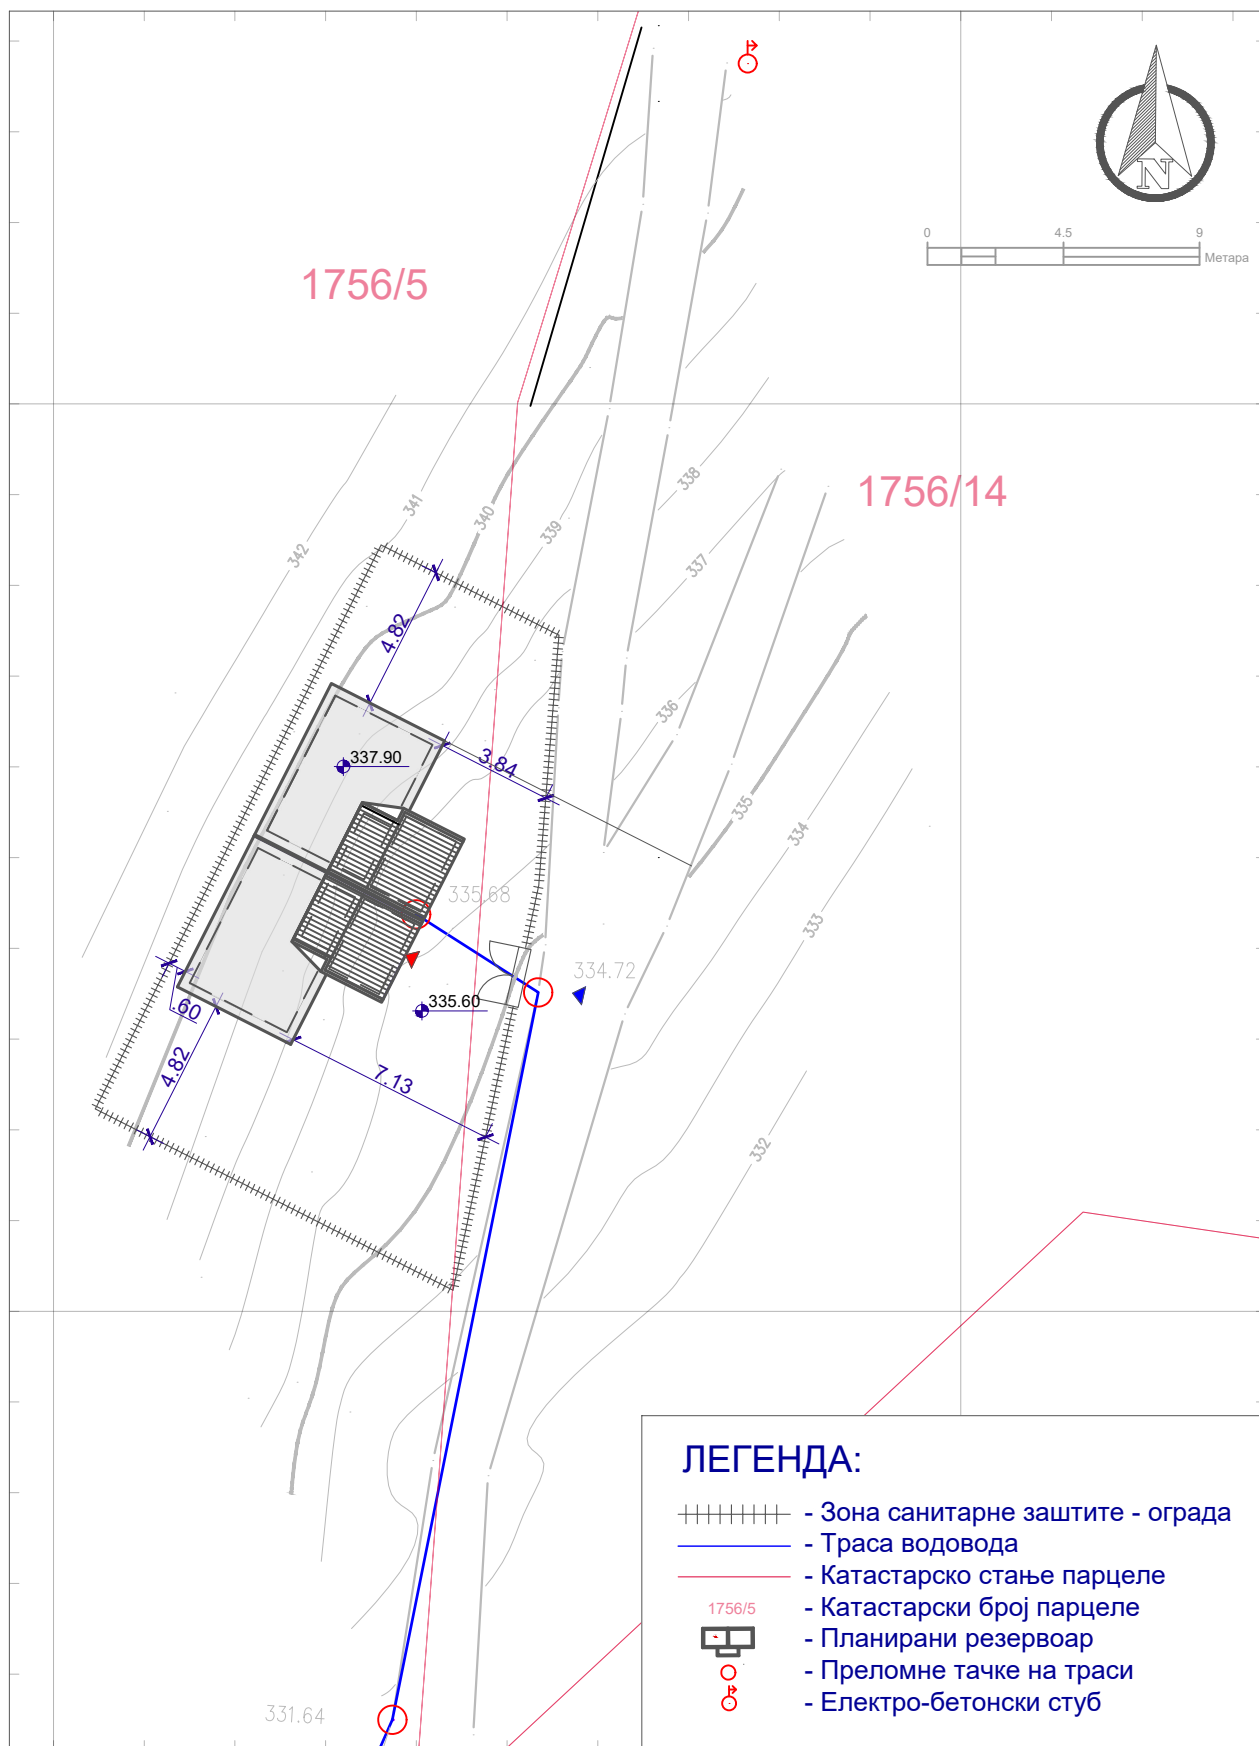 N
0 4.5 9
Метара
1756/5
1756/14
338
341
340
339
342
337
4.82
336
3.84
337.90
335
334
335.68
333
334.72
335.60
.60
4.82
7.13
332
331.64
ЛЕГЕНДА:
- Зона санитарне заштите - ограда
- Траса водовода
- Катастарско стање парцеле
1756/5 - Катастарски број парцеле
- Планирани резервоар
- Преломне тачке на траси
- Електро-бетонски стуб